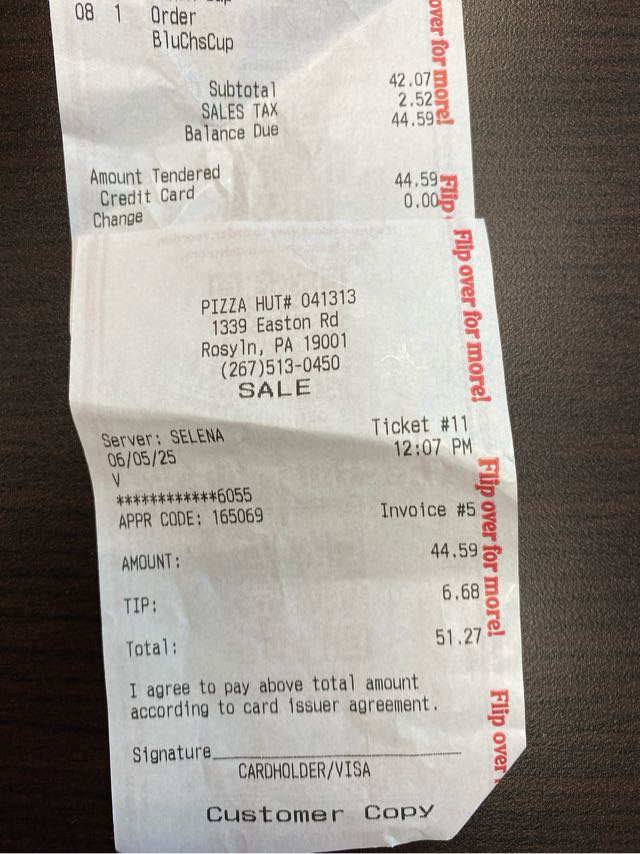 08 1 Order
BluChsCup
Subtotal 42.07
SALES TAX 2.52
Balance Due 44.59
Amount Tendered
Credit Card 44.59
Change 0.00
over for more!
Flip
PIZZA HUT# 041313
1339 Easton Rd
Rosyln, PA 19001
(267)513-0450
SALE
Ticket #11
Server: SELENA
06/05/25 12:07 PM
V
************6055
APPR CODE: 165069 Invoice #5
AMOUNT: 44.59
TIP: 6.68
Total: 51.27
I agree to pay above total amount
according to card issuer agreement.
Signature
CARDHOLDER/VISA
Customer Copy
Flip over for more!
Flip over for more!
Flip over